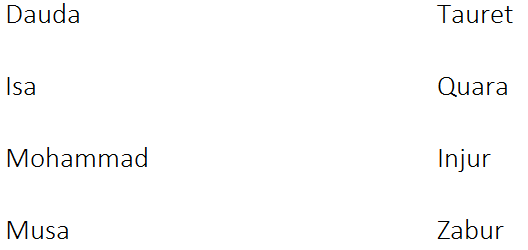 Dauda Tauret
Isa Quara
Mohammad Injur
Musa Zabur